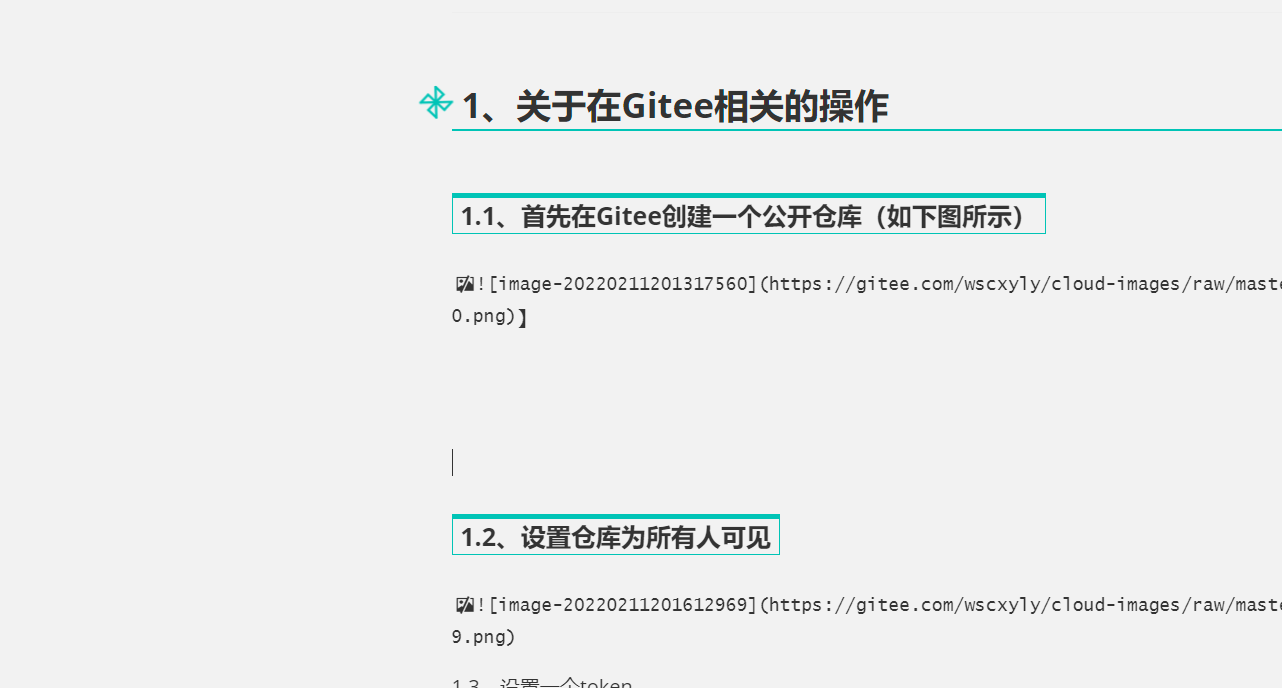 1、关于在Gitee相关的操作
1.1、首先在Gitee创建一个公开仓库（如下图所示）
![image-20220211201317560](https://gitee.com/wscxyly/cloud-images/raw/maste
0.png)】
1.2、设置仓库为所有人可见
![image-20220211201612969](https://gitee.com/wscxyly/cloud-images/raw/maste
9.png)
1.3、设置一个token